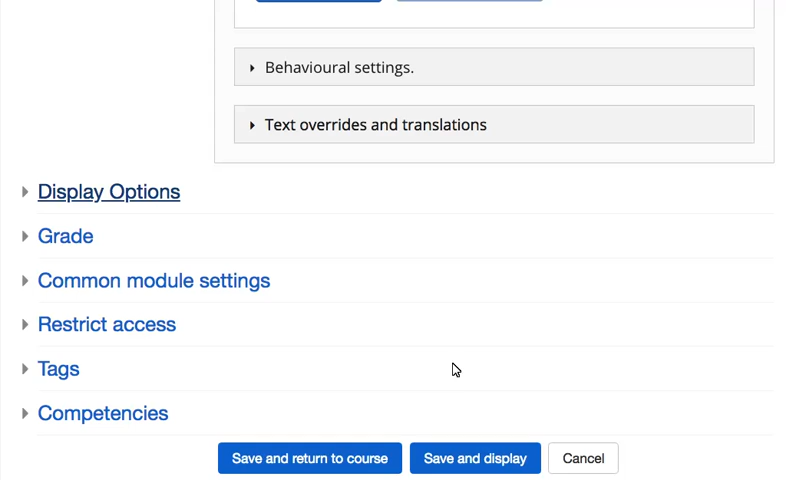 Behavioural settings.
Text overrides and translations
Display Options
Grade
Common module settings
Restrict access
Tags
Competencies
Save and return to course
Save and display
Cancel